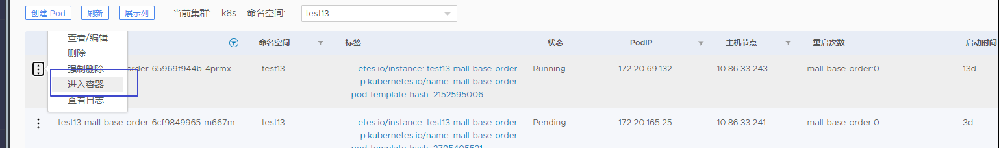 创建 Pod 刷新 展示列 当前集群: k8s 命名空间: test13
查看/编辑
删除
强制删除
进入容器
查看日志
命名空间 标签 状态 PodIP 主机节点 重启次数 启动时间
order-65969f944b-4prmx test13 ...etes.io/instance: test13-mall-base-order Running 172.20.69.132 10.86.33.243 mall-base-order:0 13d
...p.kubernetes.io/name: mall-base-order
pod-template-hash: 2152595006
test13-mall-base-order-6cf9849965-m667m test13 ...etes.io/instance: test13-mall-base-order Pending 172.20.165.25 10.86.33.241 mall-base-order:0 3d
...p.kubernetes.io/name: mall-base-order
pod-template-hash: 2795405521